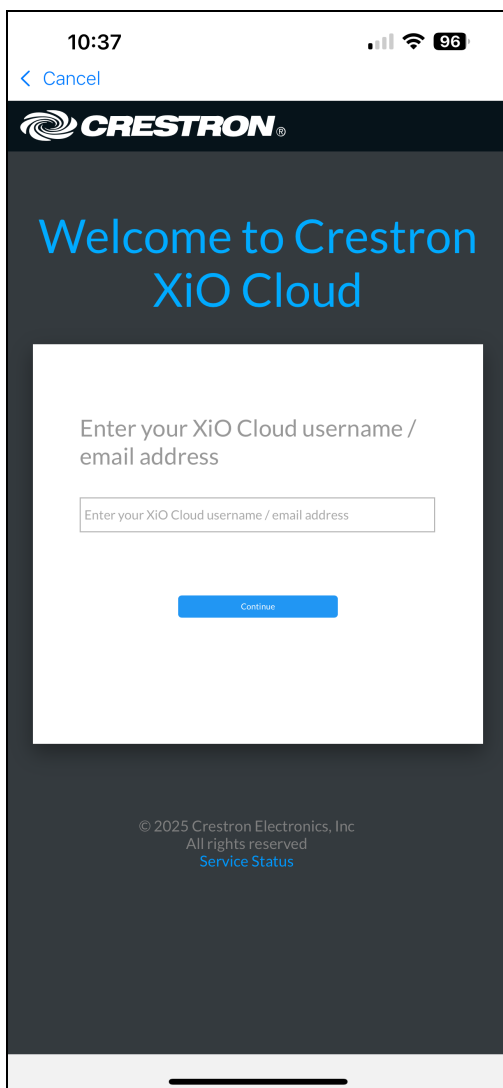 10:37
96
Cancel
CRESTRON®
Welcome to Crestron
XiO Cloud
Enter your XiO Cloud username /
email address
Enter your XiO Cloud username / email address
Continue
© 2025 Crestron Electronics, Inc
All rights reserved
Service Status